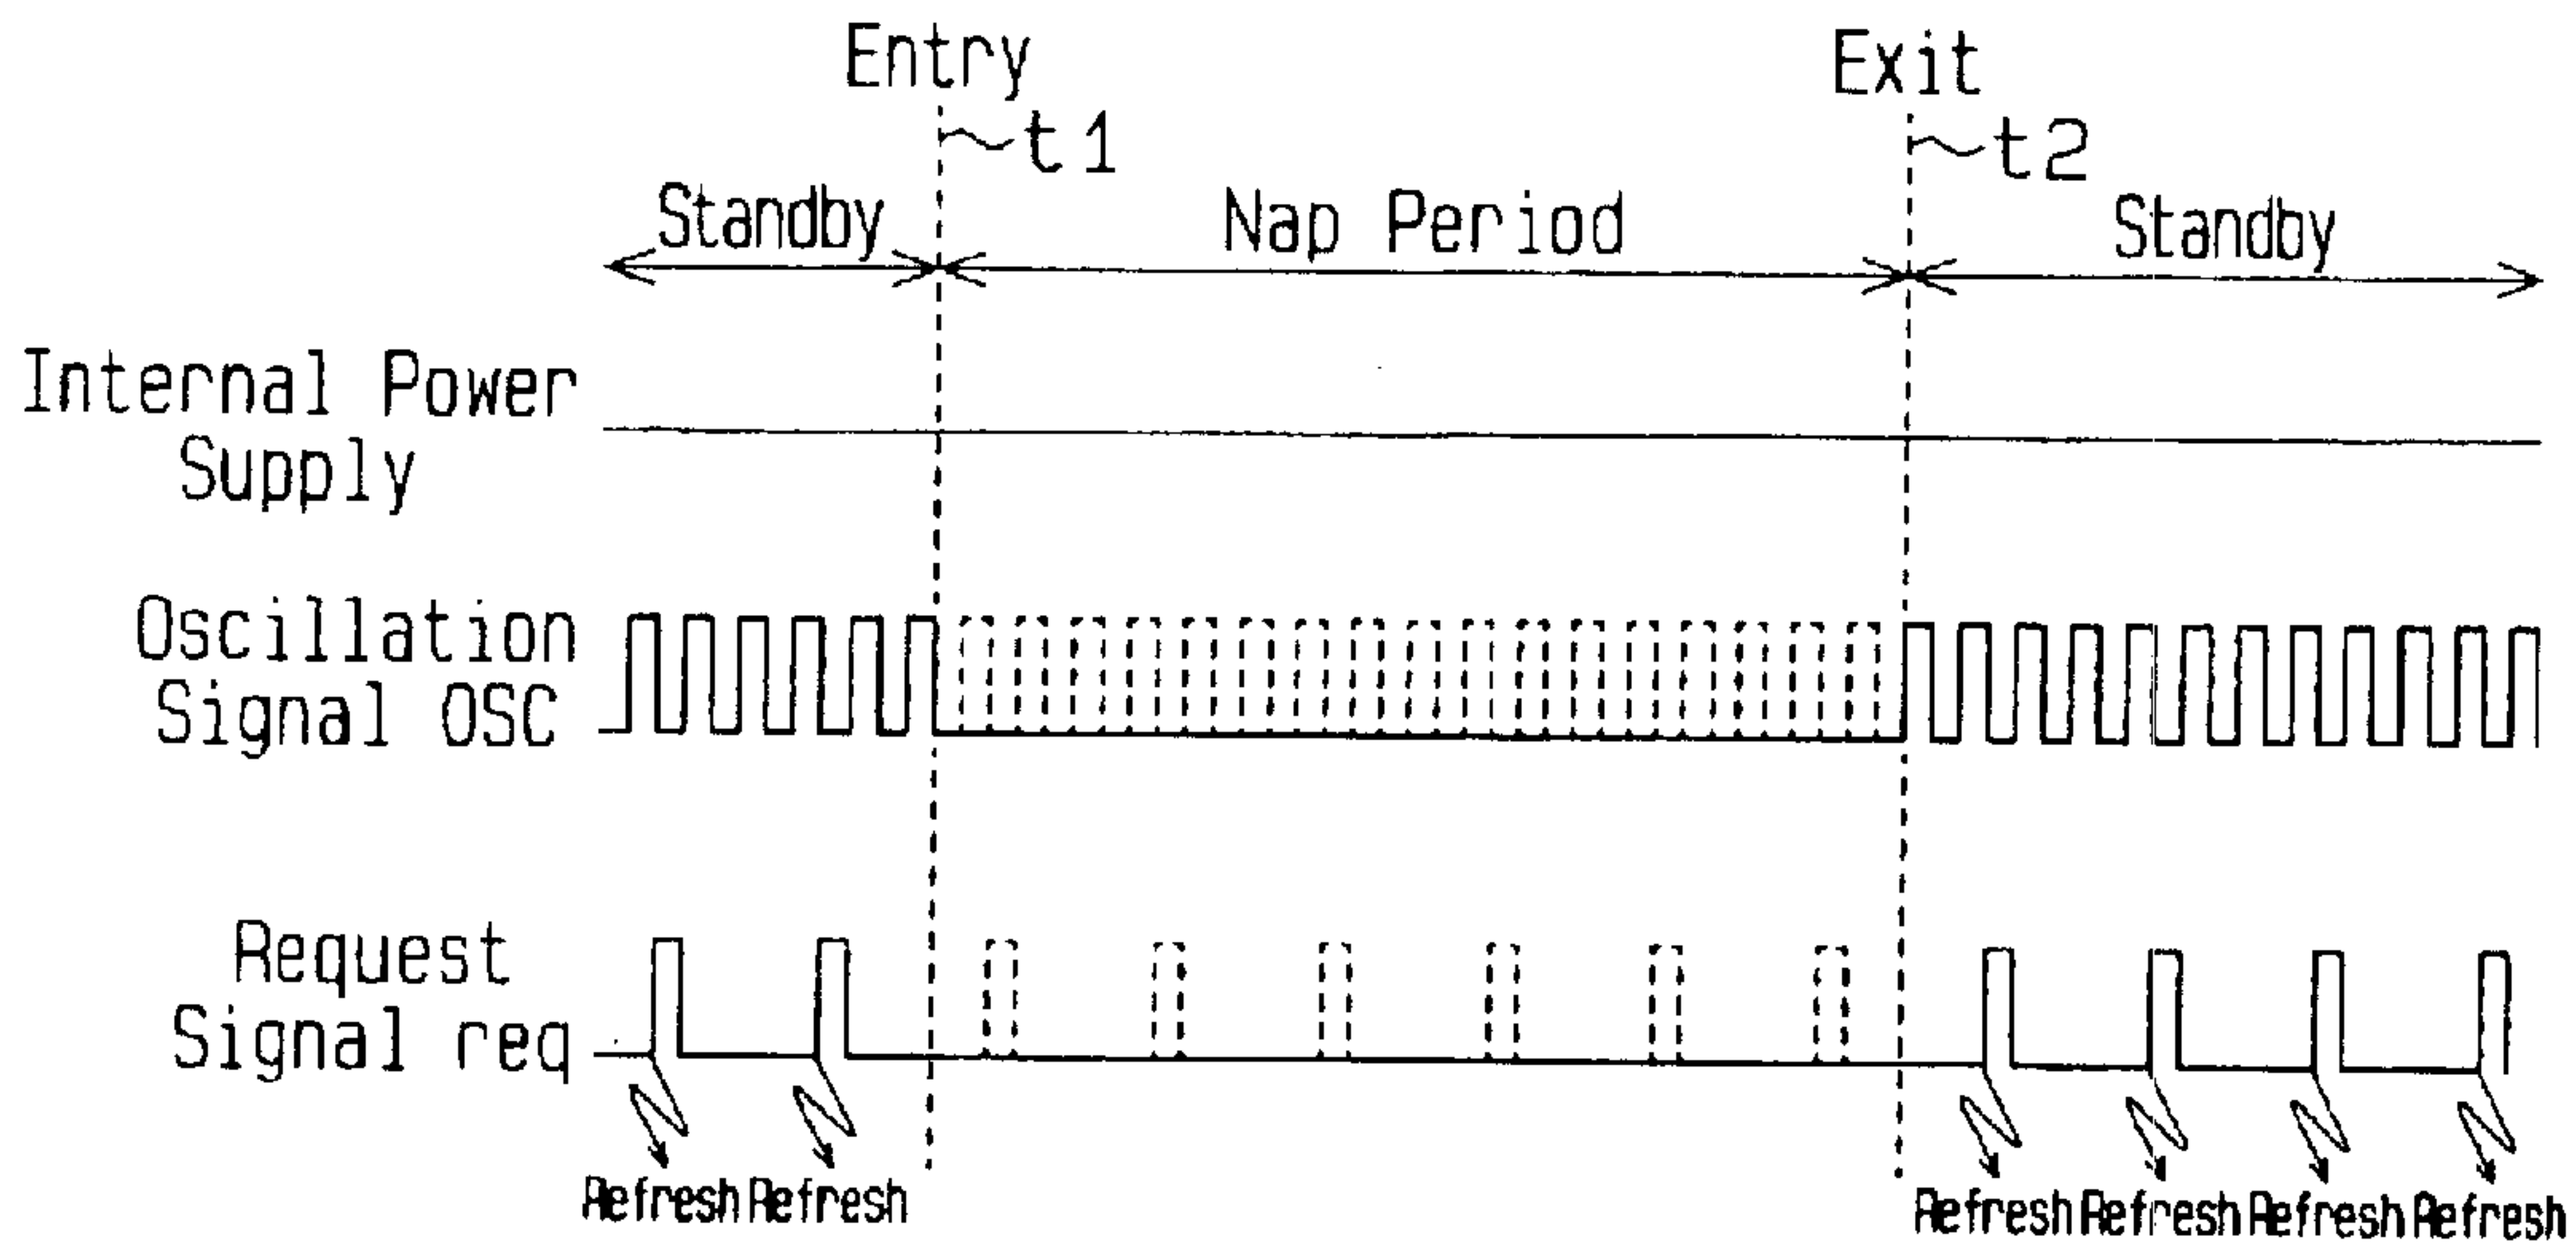 Entry
Exit
t1
t2
Standby
Nap Period
Standby
Internal Power
Supply
Oscillation
Signal OSC
Request
Signal req
Refresh Refresh
Refresh Refresh Refresh Refresh